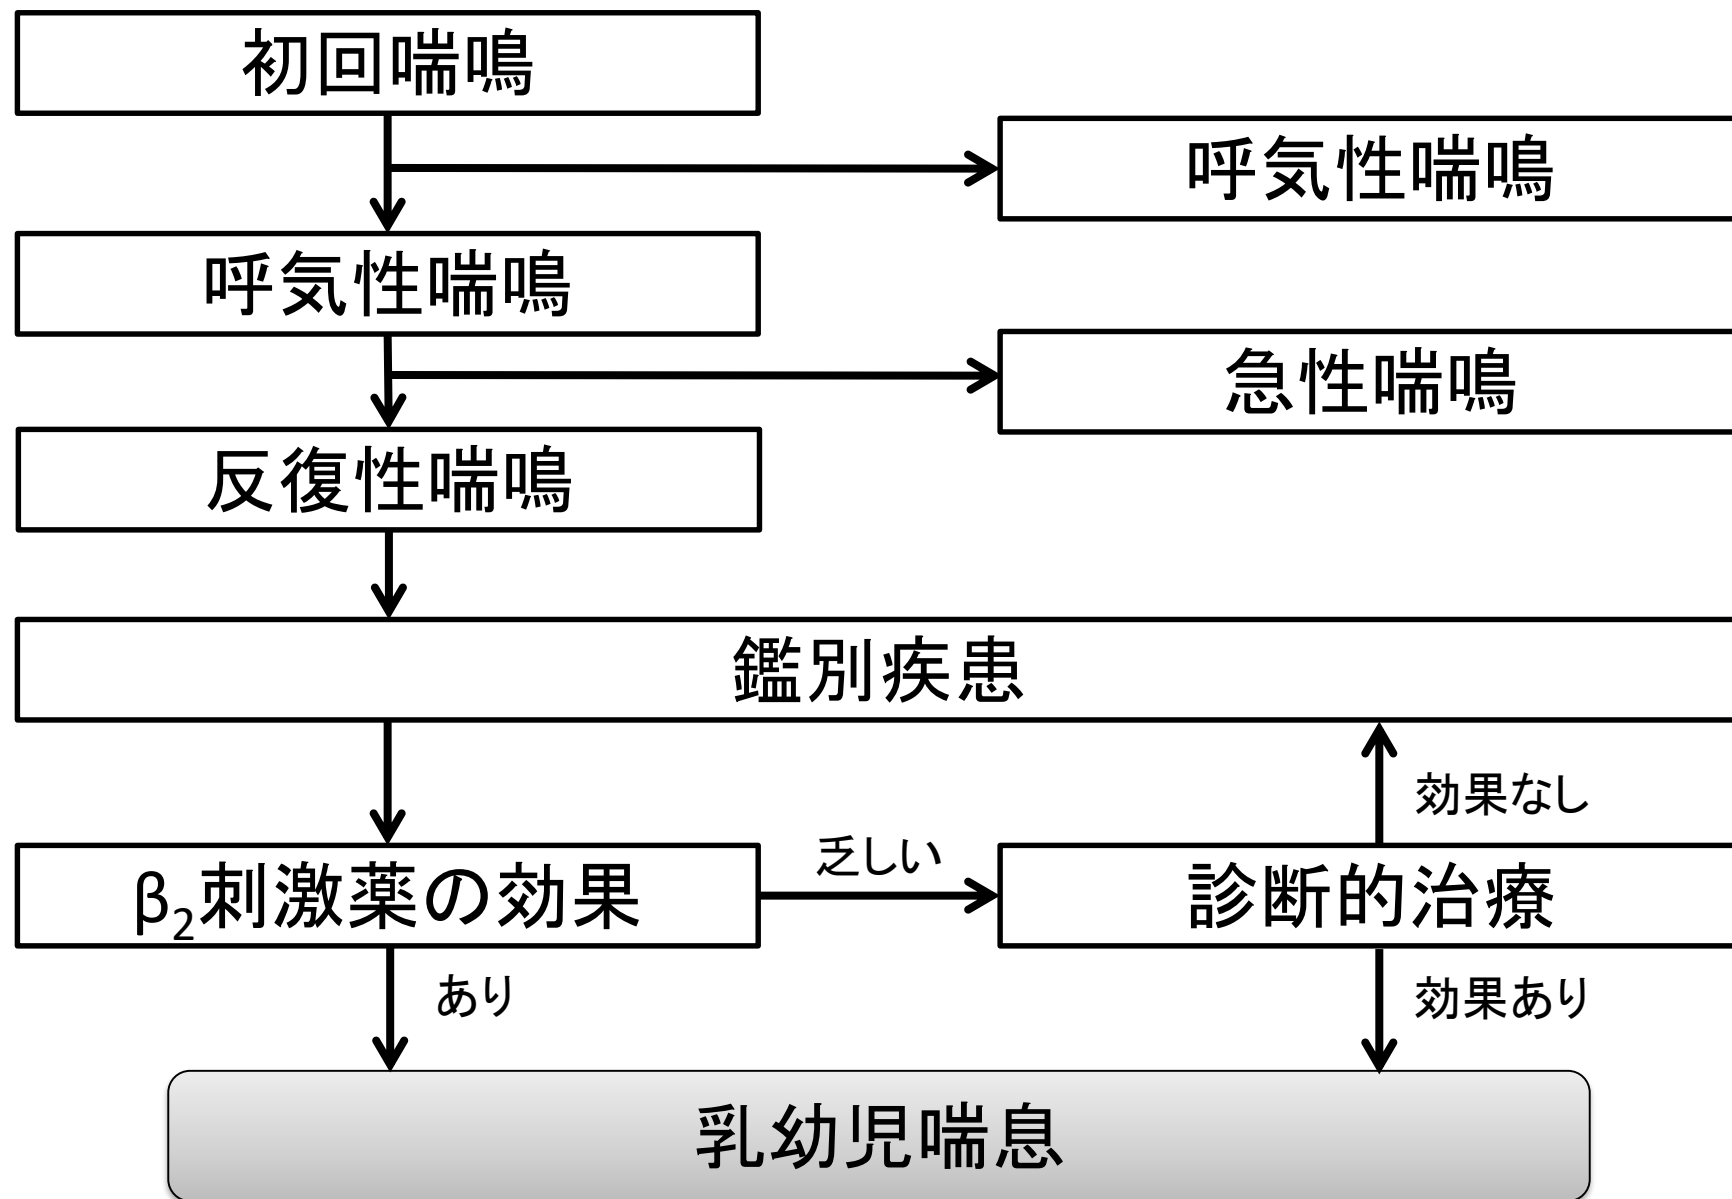 初回喘鳴
呼気性喘鳴
呼気性喘鳴
急性喘鳴
反復性喘鳴
鑑別疾患
効果なし
乏しい
β₂刺激薬の効果
診断的治療
あり
効果あり
乳幼児喘息